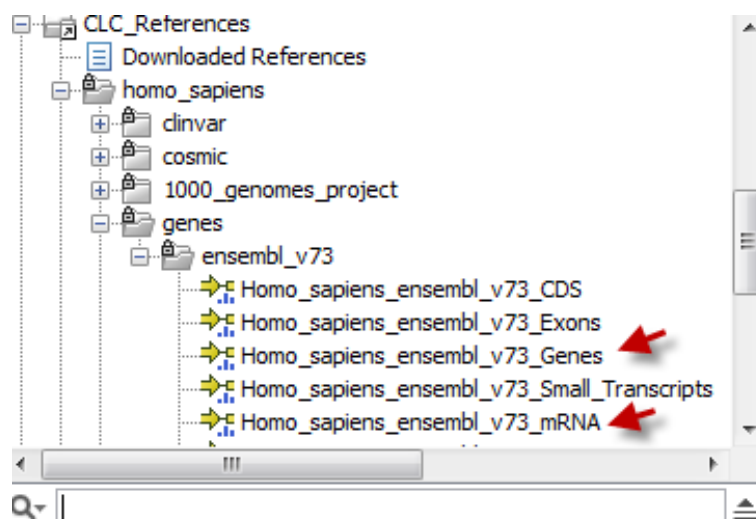 CLC_References
Downloaded References
homo_sapiens
clinvar
cosmic
1000_genomes_project
genes
ensembl_v73
Homo_sapiens_ensembl_v73_CDS
Homo_sapiens_ensembl_v73_Exons
Homo_sapiens_ensembl_v73_Genes
Homo_sapiens_ensembl_v73_Small_Transcripts
Homo_sapiens_ensembl_v73_mRNA